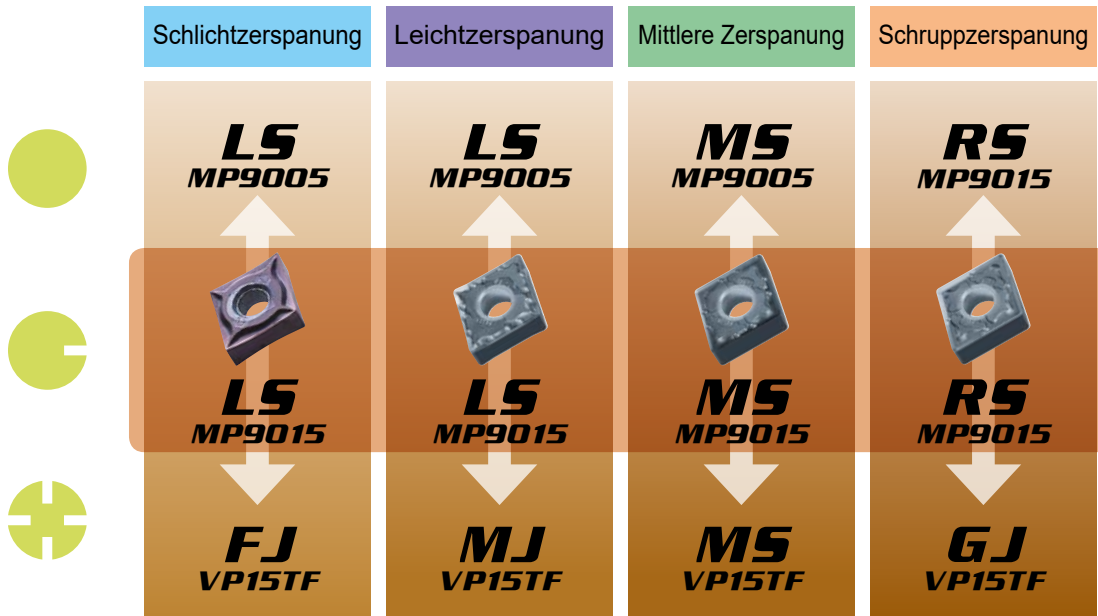 Schlichtzerspanung
Leichtzerspanung
Mittlere Zerspanung
Schruppzerspanung
LS
MP9005
LS
MP9005
MS
MP9005
RS
MP9015
LS
MP9015
LS
MP9015
MS
MP9015
RS
MP9015
FJ
VP15TF
MJ
VP15TF
MS
VP15TF
GJ
VP15TF